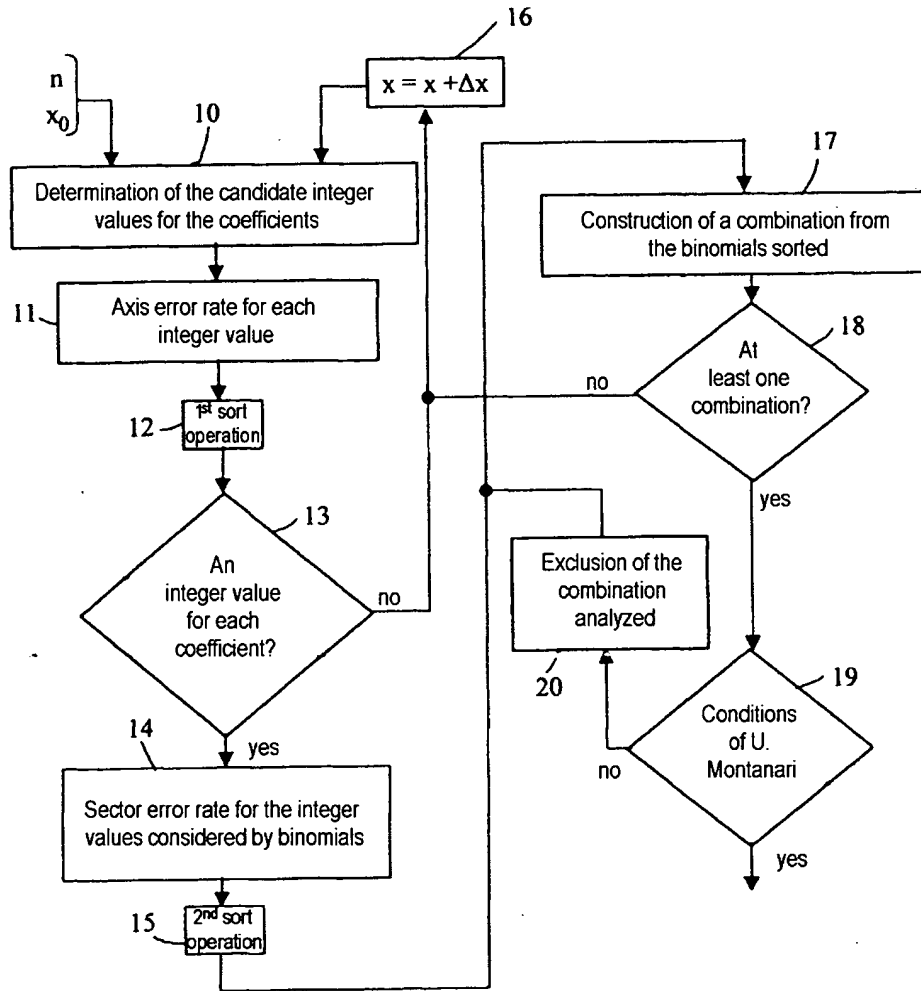 n
x₀
16
x = x +Δx
10
Determination of the candidate integer
values for the coefficients
11
Axis error rate for each
integer value
12
1st sort
operation
13
An
integer value
for each
coefficient?
no
yes
14
Sector error rate for the integer
values considered by binomials
15
2nd sort
operation
17
Construction of a combination from
the binomials sorted
18
At
least one
combination?
no
yes
Exclusion of the
combination
analyzed
20
19
Conditions
of U.
Montanari
no
yes